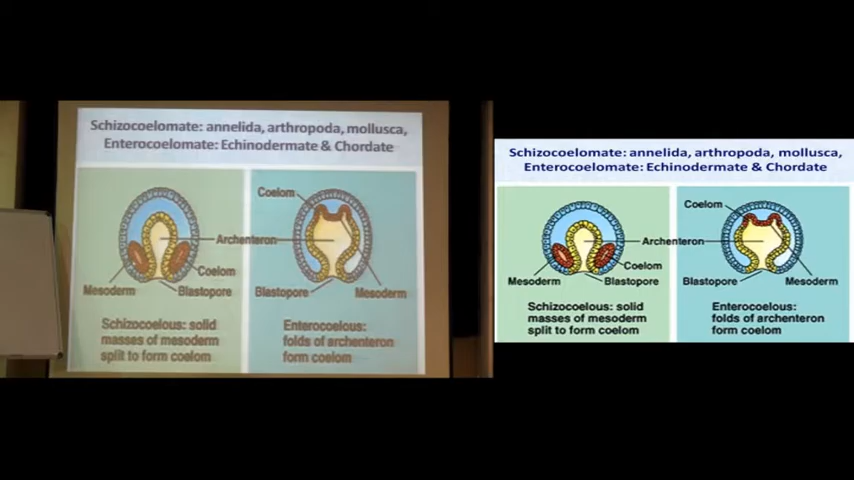 Schizocoelomate: annelida, arthropoda, mollusca,
Enterocoelomate: Echinodermate & Chordate
Coelom
Archenteron
Coelom
Mesoderm
Blastopore
Blastopore
Mesoderm
Schizocoelous: solid
masses of mesoderm
split to form coelom
Enterocoelous:
folds of archenteron
form coelom
Schizocoelomate: annelida, arthropoda, mollusca,
Enterocoelomate: Echinodermate & Chordate
Coelom
Archenteron
Coelom
Mesoderm
Blastopore
Blastopore
Mesoderm
Schizocoelous: solid
masses of mesoderm
split to form coelom
Enterocoelous:
folds of archenteron
form coelom